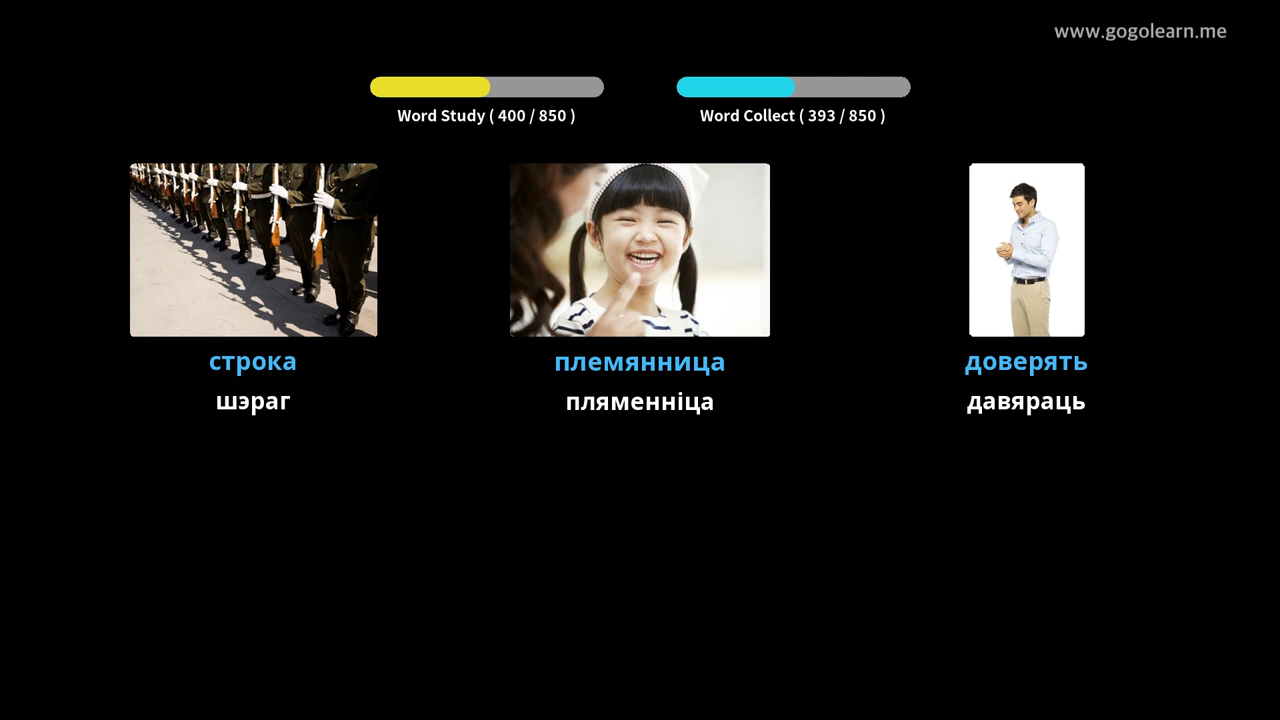 www.gogolearn.me
Word Study ( 400 / 850 )
Word Collect ( 393 / 850 )
строка
племянница
доверять
шэраг
пляменніца
давяраць